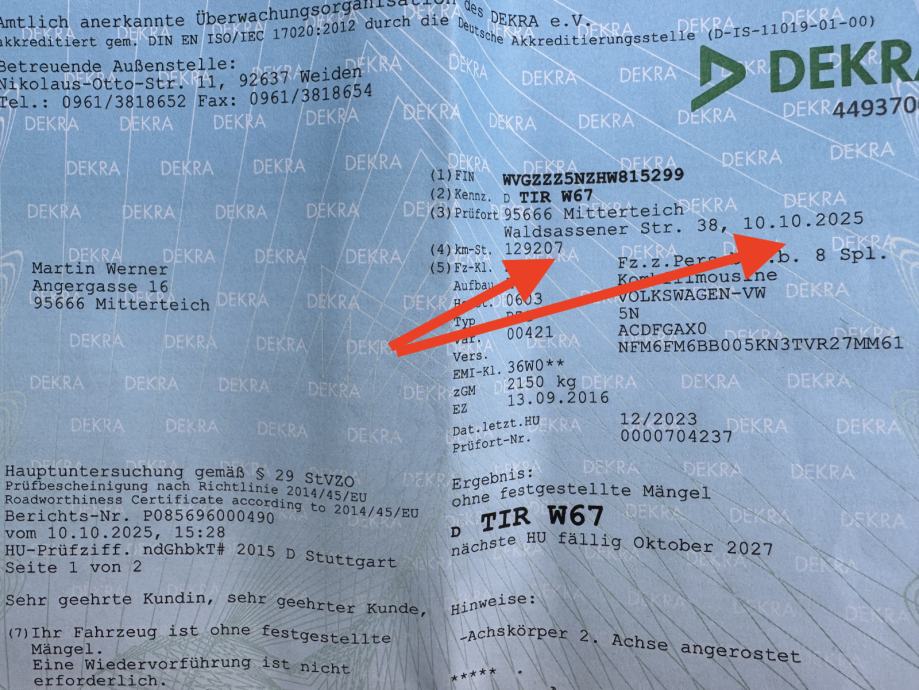 Amtlich anerkannte Überwachungsorganisation des DEKRA e.V.
akkreditiert gem. DIN EN ISO/IEC 17020:2012 durch die Deutsche Akkreditierungsstelle (D-IS-11019-01-00)
Betreuende Außenstelle:
Nikolaus-Otto-Str. 11, 92637 Weiden
Tel.: 0961/3818652 Fax: 0961/3818654
DEKRA
449370
(1) FIN WVGZZZ5NZHW815299
(2) Kennz. D TIR W67
(3) Prüfort 95666 Mitterteich
Waldsassener Str. 38, 10.10.2025
(4) km-St. 129207
(5) Fz-Kl. Fz.z.Pers. b. 8 Spl.
Aufbau
0603 VOLKSWAGEN-VW
Typ 5N
Var. 00421 ACDFGAX0
Vers. NFM6FM6BB005KN3TVR27MM61
EMI-Kl. 36W0**
zGM 2150 kg
EZ 13.09.2016
Dat.letzt.HU 12/2023
Prüfort-Nr. 0000704237
Martin Werner
Angergasse 16
95666 Mitterteich
Hauptuntersuchung gemäß § 29 StVZO
Prüfbescheinigung nach Richtlinie 2014/45/EU
Roadworthiness Certificate according to 2014/45/EU
Berichts-Nr. P085696000490
vom 10.10.2025, 15:28
HU-Prüfziff. ndGhbkT# 2015 D Stuttgart
Seite 1 von 2
Sehr geehrte Kundin, sehr geehrter Kunde,
(7) Ihr Fahrzeug ist ohne festgestellte
Mängel.
Eine Wiedervorführung ist nicht
erforderlich.
Ergebnis:
ohne festgestellte Mängel
D TIR W67
nächste HU fällig Oktober 2027
Hinweise:
-Achskörper 2. Achse angerostet
***** .